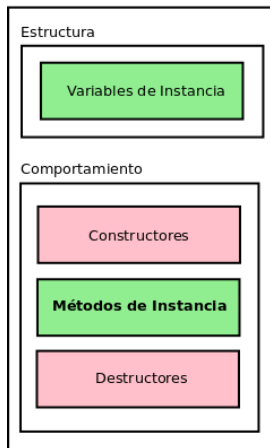 Estructura
Variables de Instancia
Comportamiento
Constructores
Métodos de Instancia
Destructores